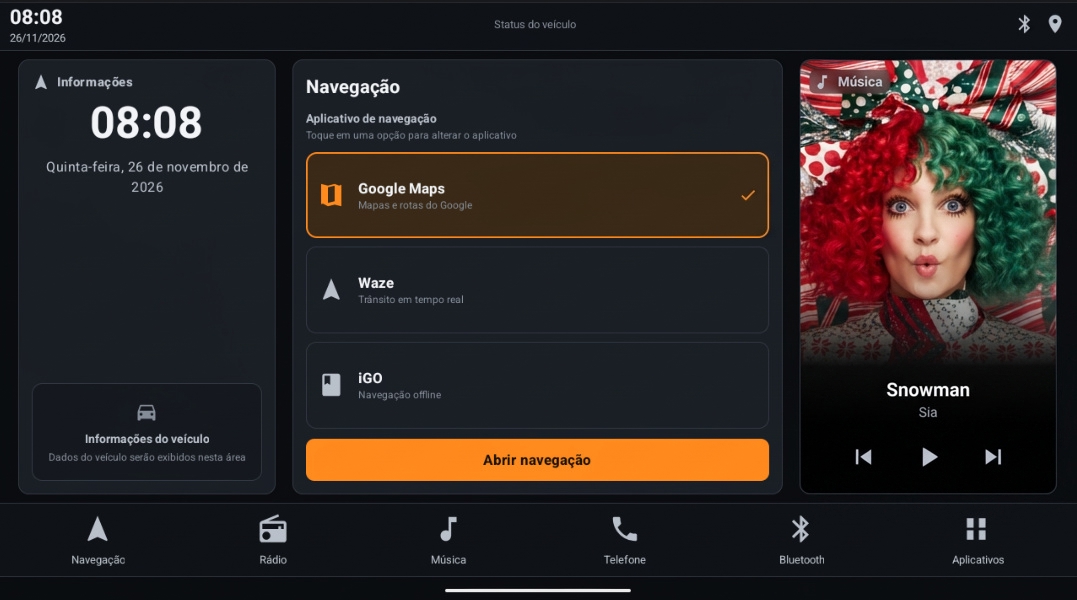 08:08
26/11/2026
Status do veículo
Informações
08:08
Quinta-feira, 26 de novembro de
2026
Informações do veículo
Dados do veículo serão exibidos nesta área
Navegação
Aplicativo de navegação
Toque em uma opção para alterar o aplicativo
Google Maps
Mapas e rotas do Google
Waze
Trânsito em tempo real
iGO
Navegação offline
Abrir navegação
Música
Snowman
Sia
Navegação
Rádio
Música
Telefone
Bluetooth
Aplicativos